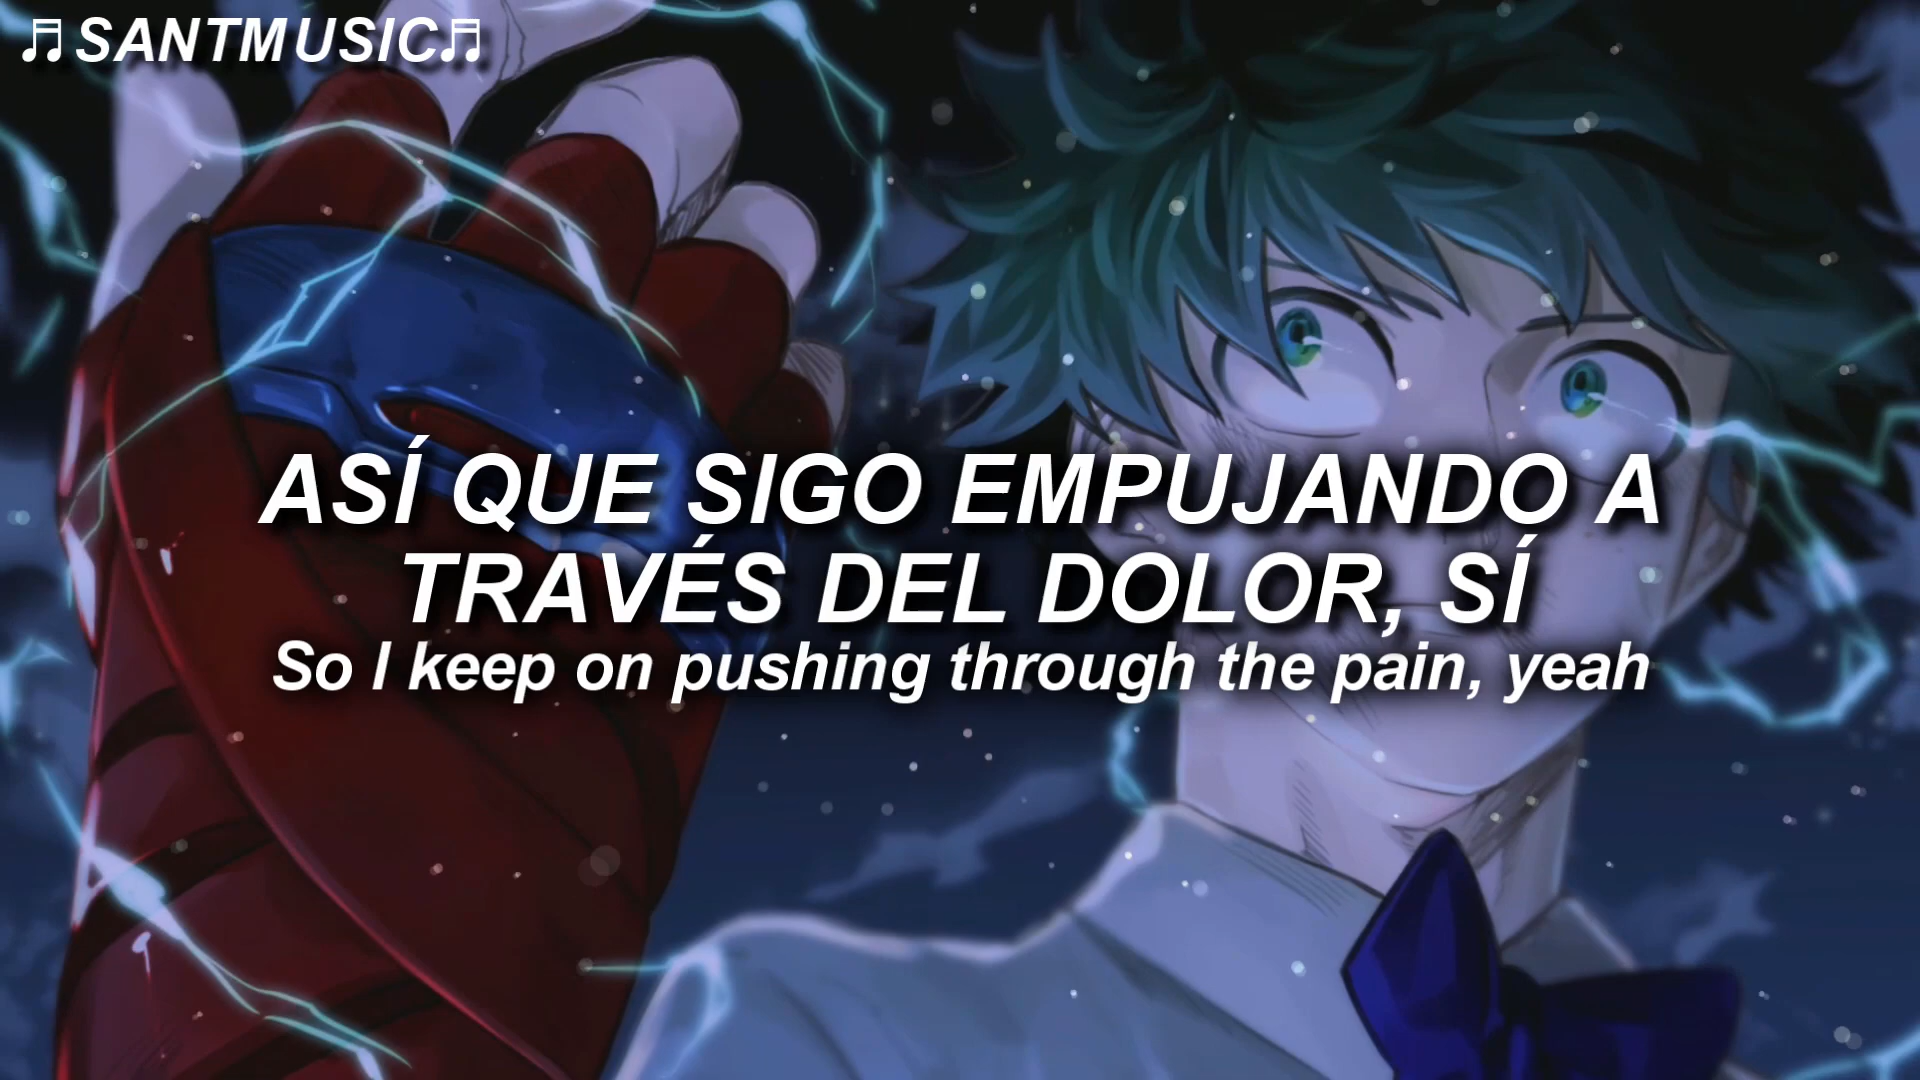 ♬SANTMUSIC♬
ASÍ QUE SIGO EMPUJANDO A
TRAVÉS DEL DOLOR, SÍ
So I keep on pushing through the pain, yeah